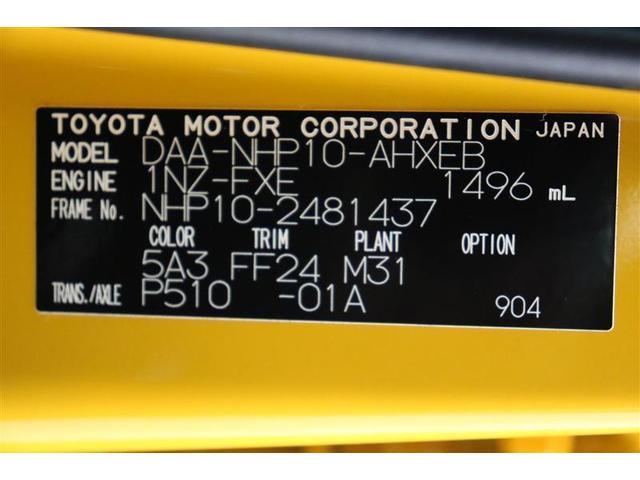 TOYOTA MOTOR CORPORATION JAPAN
MODEL DAA-NHP10-AHXEB
ENGINE 1NZ-FXE 1496 mL
FRAME No. NHP10-2481437
COLOR TRIM PLANT OPTION
5A3 FF24 M31
TRANS./AXLE P510 -01A 904